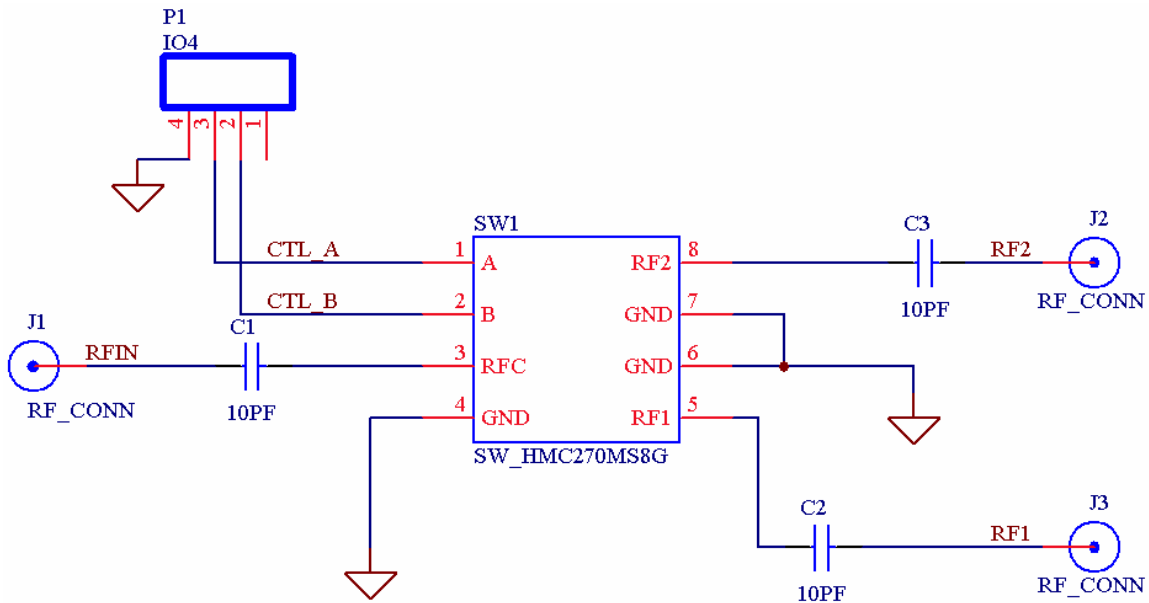 P1
IO4
4 3 2 1
SW1
CTL_A 1 A
RF2 8
C3
RF2
J2
RF_CONN
10PF
CTL_B 2 B
GND 7
J1
RFIN
C1
3 RFC
GND 6
RF_CONN
10PF
4 GND
RF1 5
SW_HMC270MS8G
C2
10PF
RF1
J3
RF_CONN